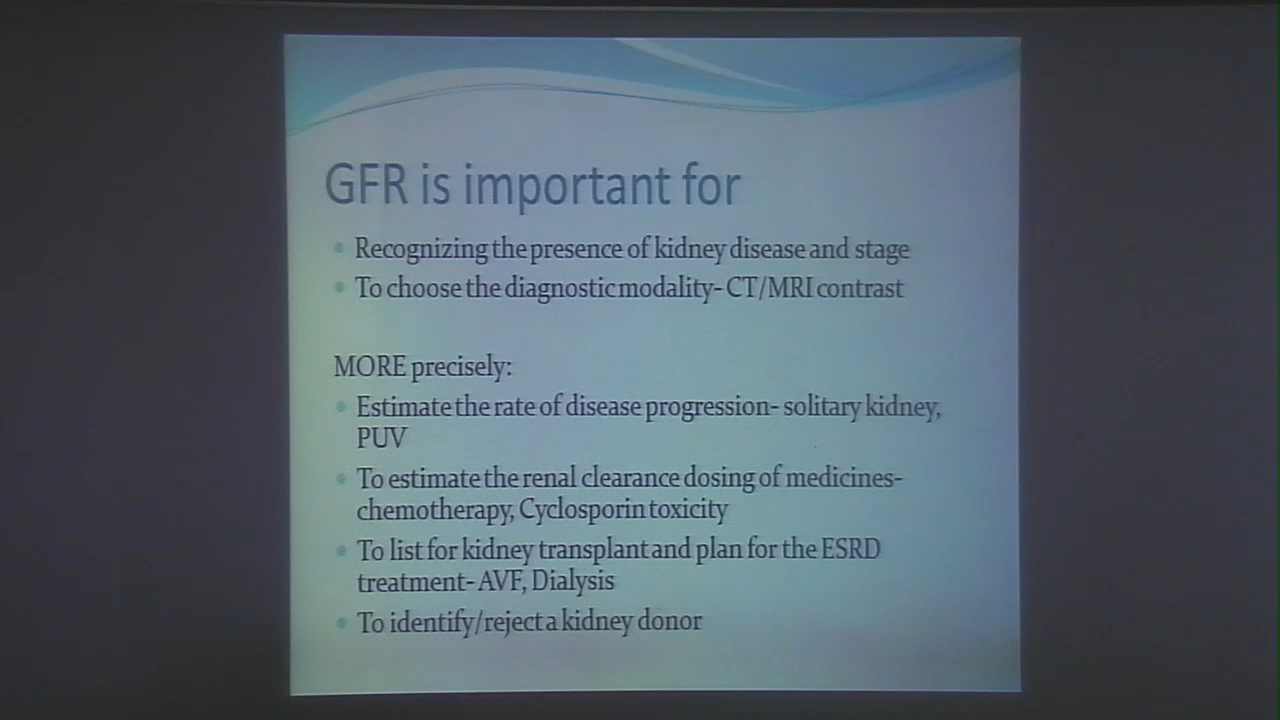 GFR is important for
Recognizing the presence of kidney disease and stage
To choose the diagnostic modality- CT/MRI contrast
MORE precisely:
Estimate the rate of disease progression- solitary kidney,
PUV
To estimate the renal clearance dosing of medicines-
chemotherapy, Cyclosporin toxicity
To list for kidney transplant and plan for the ESRD
treatment- AVF, Dialysis
To identify/reject a kidney donor